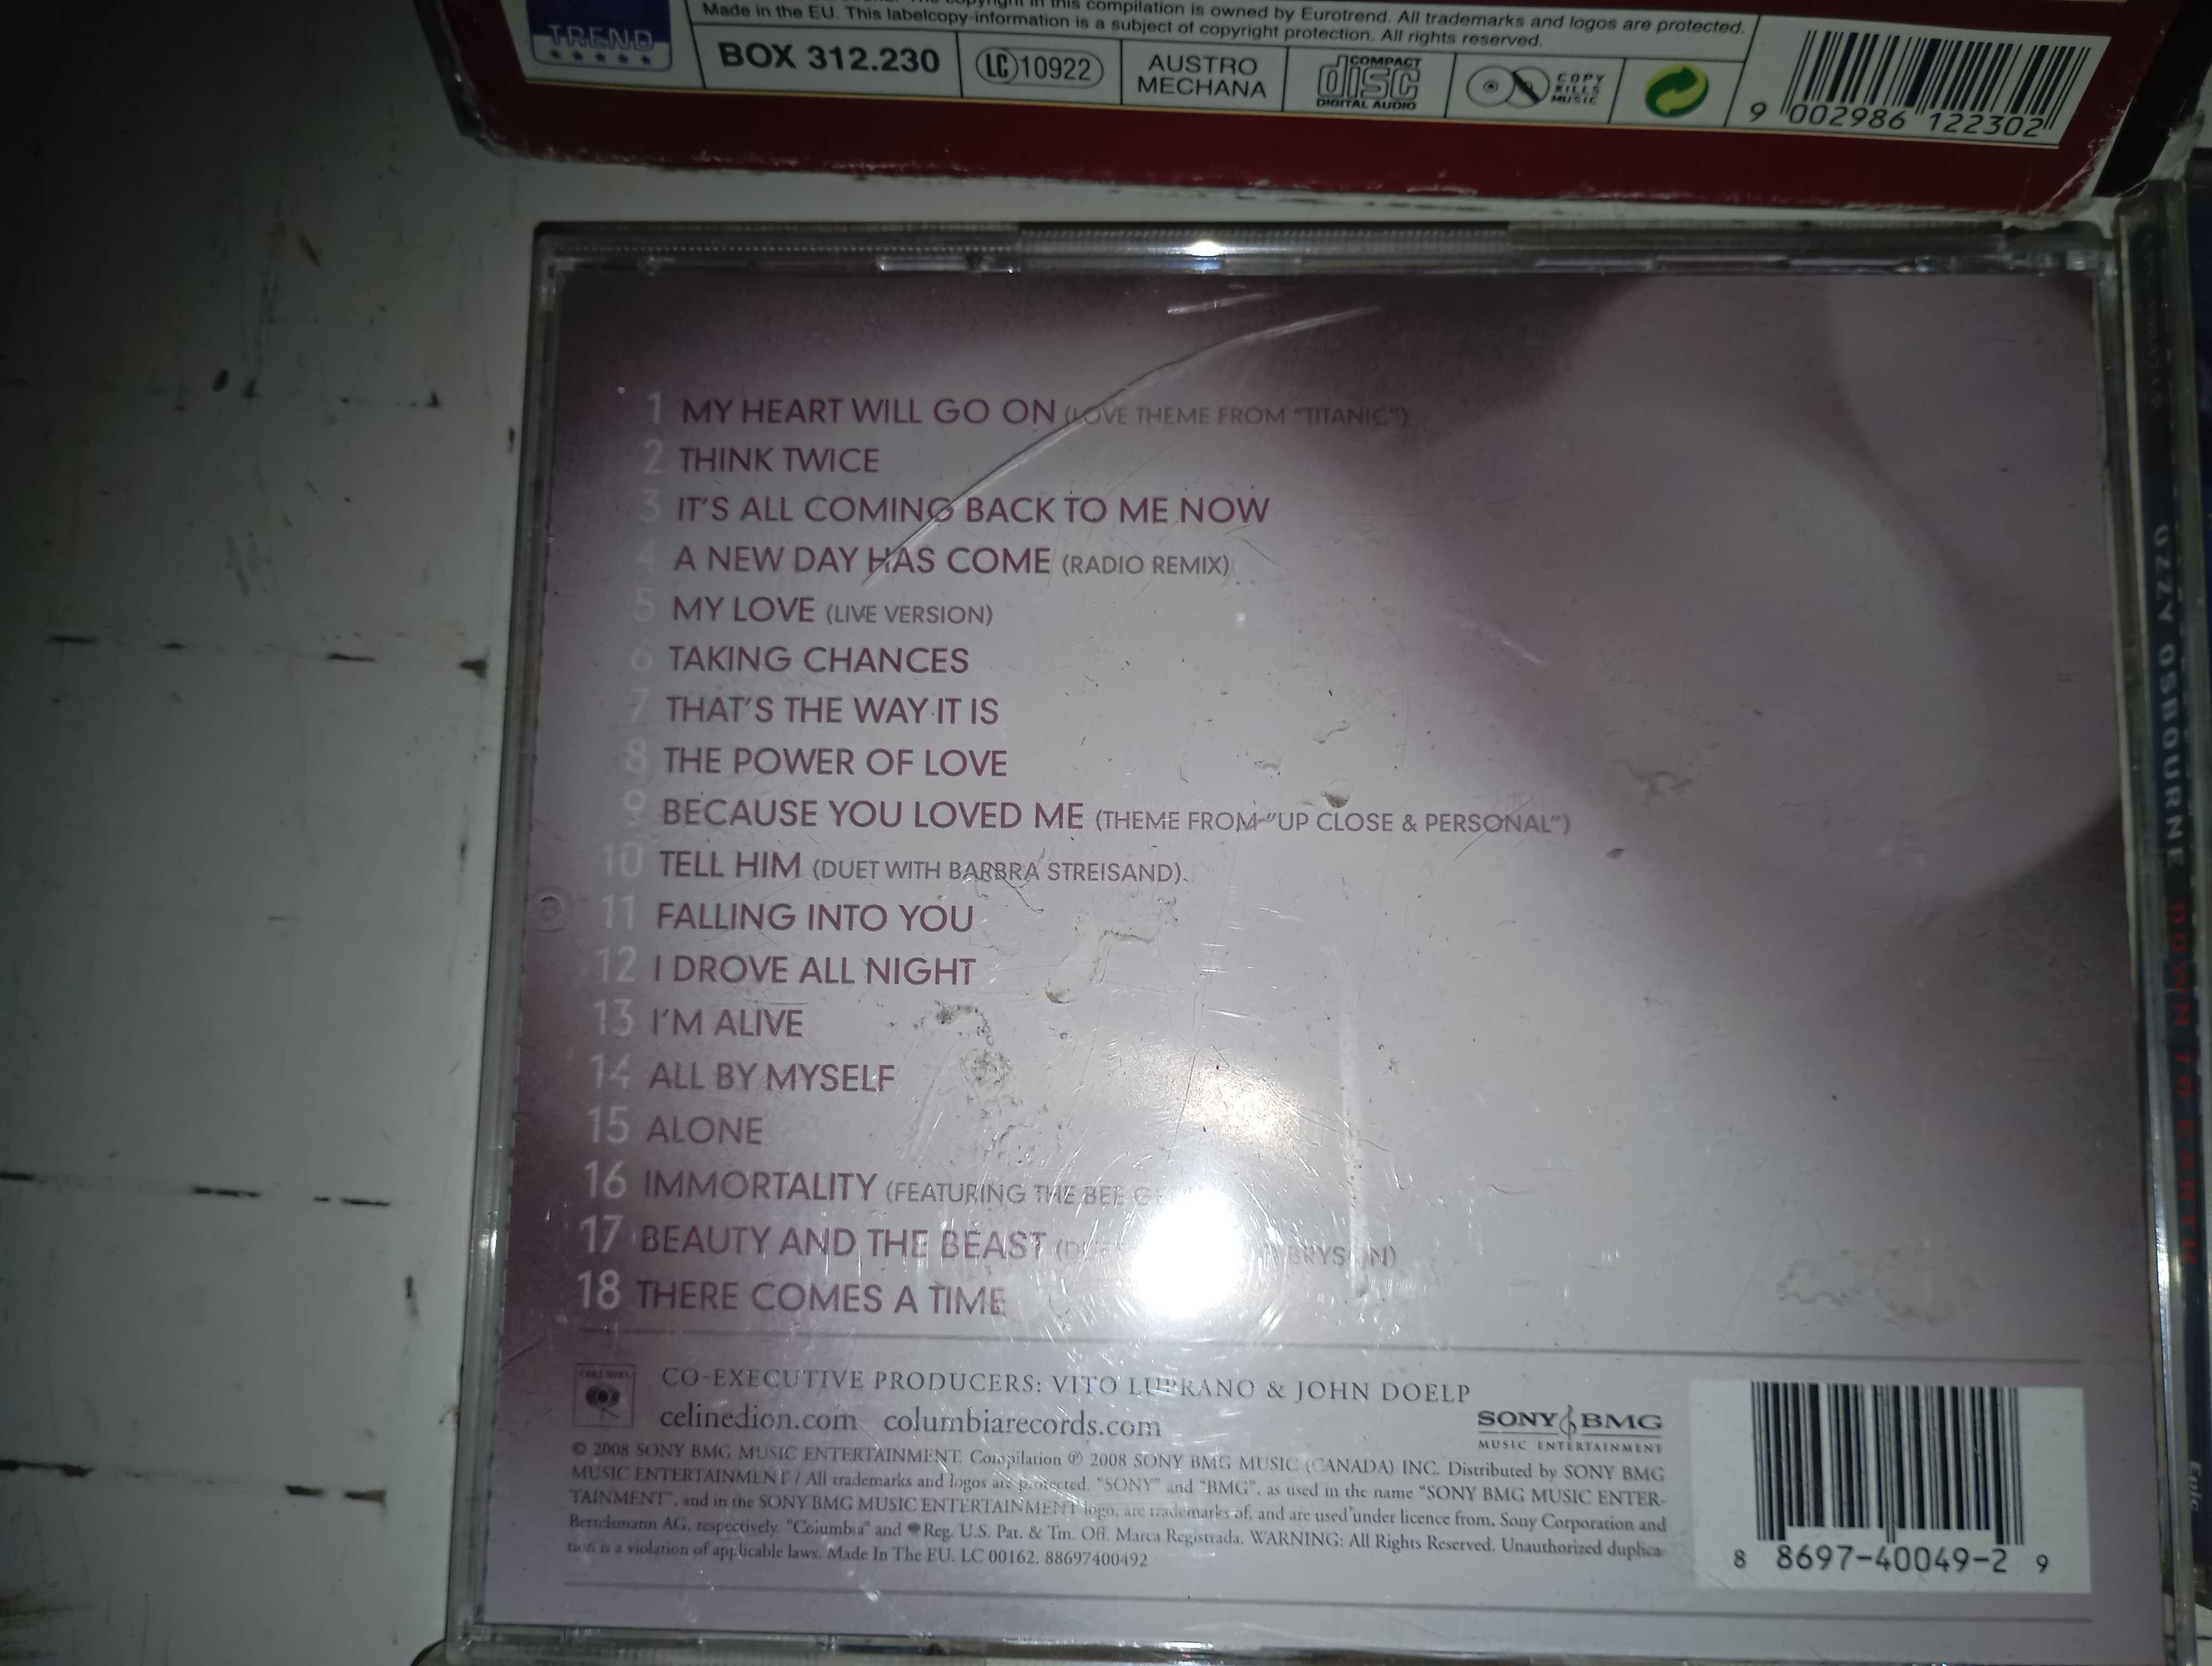 TREND
Made in the EU. This labelcopy-information is a subject of copyright protection. All rights reserved.
compilation is owned by Eurotrend. All trademarks and logos are protected.
BOX 312.230
LC 10922
AUSTRO
MECHANA
COMPACT
disc
DIGITAL AUDIO
COPY
KILLS
MUSIC
9 002986 122302
1 MY HEART WILL GO ON (LOVE THEME FROM "TITANIC")
2 THINK TWICE
3 IT'S ALL COMING BACK TO ME NOW
4 A NEW DAY HAS COME (RADIO REMIX)
5 MY LOVE (LIVE VERSION)
6 TAKING CHANCES
7 THAT'S THE WAY IT IS
8 THE POWER OF LOVE
9 BECAUSE YOU LOVED ME (THEME FROM "UP CLOSE & PERSONAL")
10 TELL HIM (DUET WITH BARBRA STREISAND)
11 FALLING INTO YOU
12 I DROVE ALL NIGHT
13 I'M ALIVE
14 ALL BY MYSELF
15 ALONE
16 IMMORTALITY (FEATURING THE BEE
17 BEAUTY AND THE BEAST BRYSON)
18 THERE COMES A TIME
CO-EXECUTIVE PRODUCERS: VITO LUPRANO & JOHN DOELP
celinedion.com columbiarecords.com
SONY BMG
MUSIC ENTERTAINMENT
© 2008 SONY BMG MUSIC ENTERTAINMENT. Compilation ℗ 2008 SONY BMG MUSIC (CANADA) INC. Distributed by SONY BMG
MUSIC ENTERTAINMENT / All trademarks and logos are protected. "SONY" and "BMG", as used in the name "SONY BMG MUSIC ENTER-
TAINMENT", and in the SONY BMG MUSIC ENTERTAINMENT logo, are trademarks of, and are used under licence from, Sony Corporation and
Bertelsmann AG, respectively. "Columbia" and Reg. U.S. Pat. & Tm. Off. Marca Registrada. WARNING: All Rights Reserved. Unauthorized duplica-
tion is a violation of applicable laws. Made In The EU. LC 00162. 88697400492
8 8697-40049-2 9
OZZY OSBOURNE DOWN TO EARTH
Epic